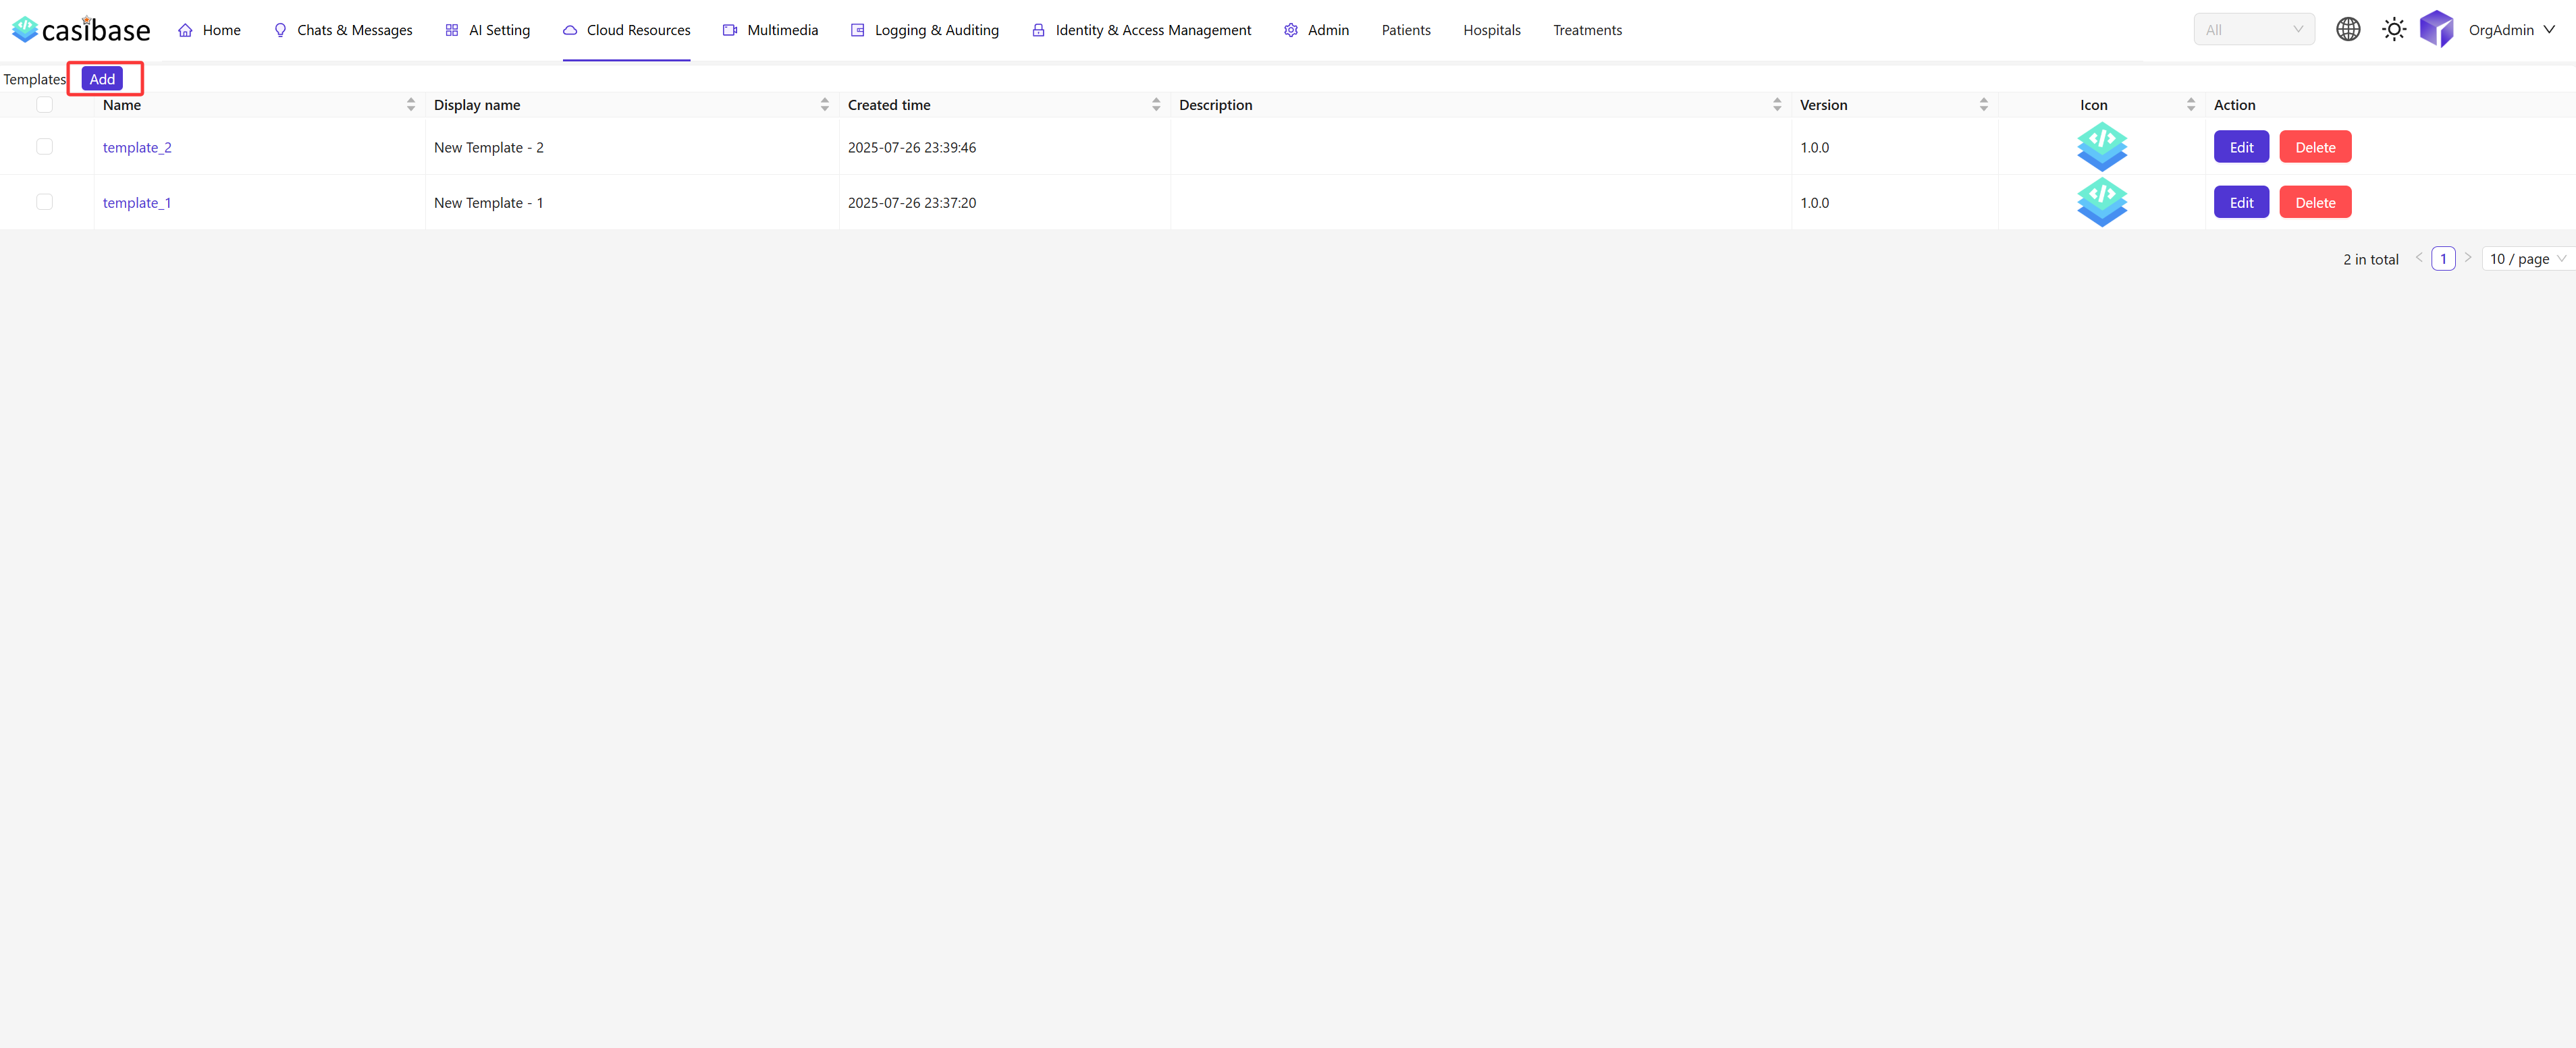 casibase Home Chats & Messages AI Setting Cloud Resources Multimedia Logging & Auditing Identity & Access Management Admin Patients Hospitals Treatments All OrgAdmin
Templates Add
Name Display name Created time Description Version Icon Action
template_2 New Template - 2 2025-07-26 23:39:46 1.0.0 </> Edit Delete
template_1 New Template - 1 2025-07-26 23:37:20 1.0.0 </> Edit Delete
2 in total < 1 > 10 / page